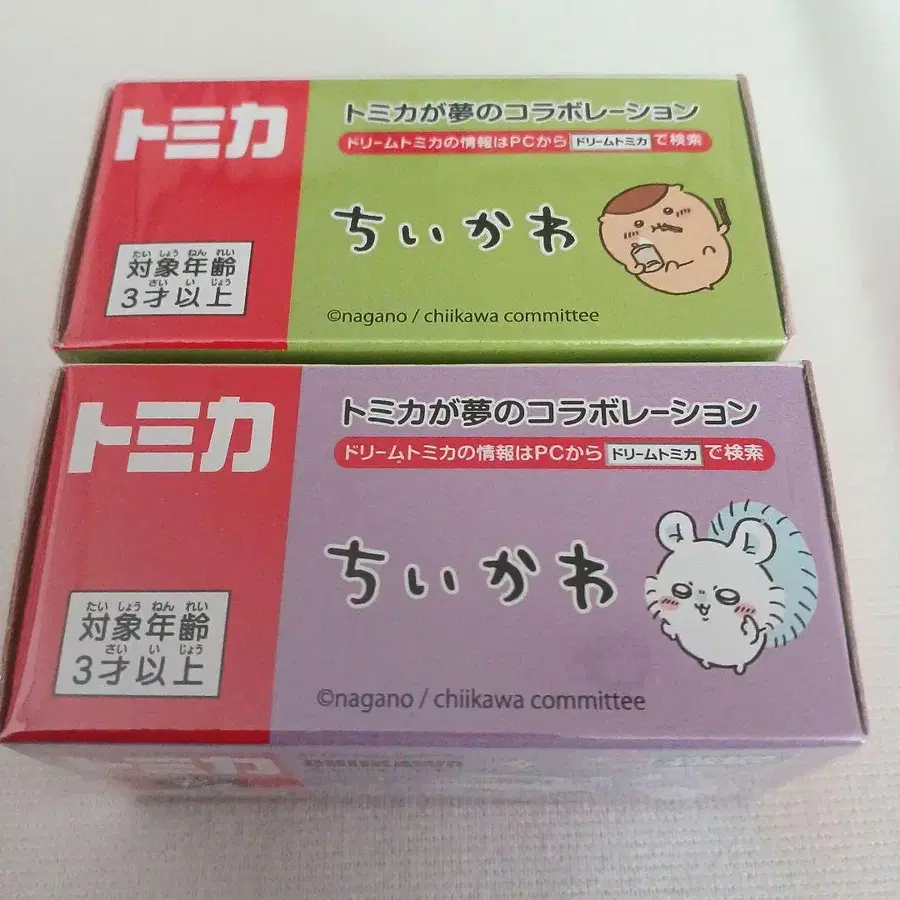 トミカ
トミカが夢のコラボレーション
ドリームトミカの情報はPCから ドリームトミカ で検索
ちいかわ
たい しょう ねん れい
対象年齢
さい い じょう
3才以上
©nagano / chiikawa committee
トミカ
トミカが夢のコラボレーション
ドリームトミカの情報はPCから ドリームトミカ で検索
ちいかわ
たい しょう ねん れい
対象年齢
さい い じょう
3才以上
©nagano / chiikawa committee
トミカ